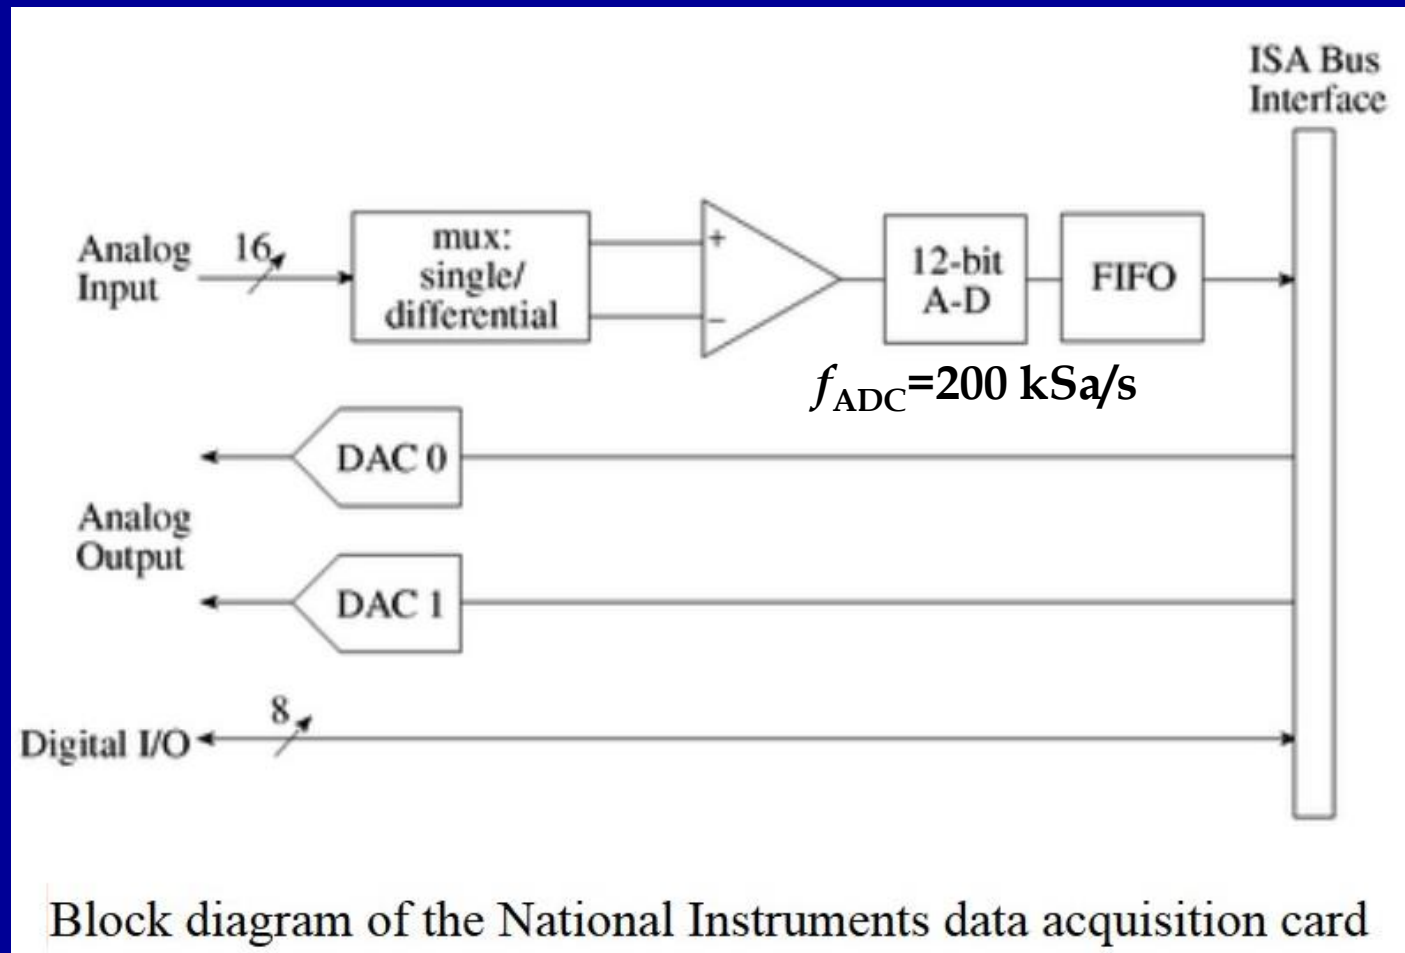 ISA Bus
Interface
Analog
Input
16
mux:
single/
differential
+
−
12-bit
A-D
FIFO
fADC=200 kSa/s
DAC 0
Analog
Output
DAC 1
8
Digital I/O
Block diagram of the National Instruments data acquisition card